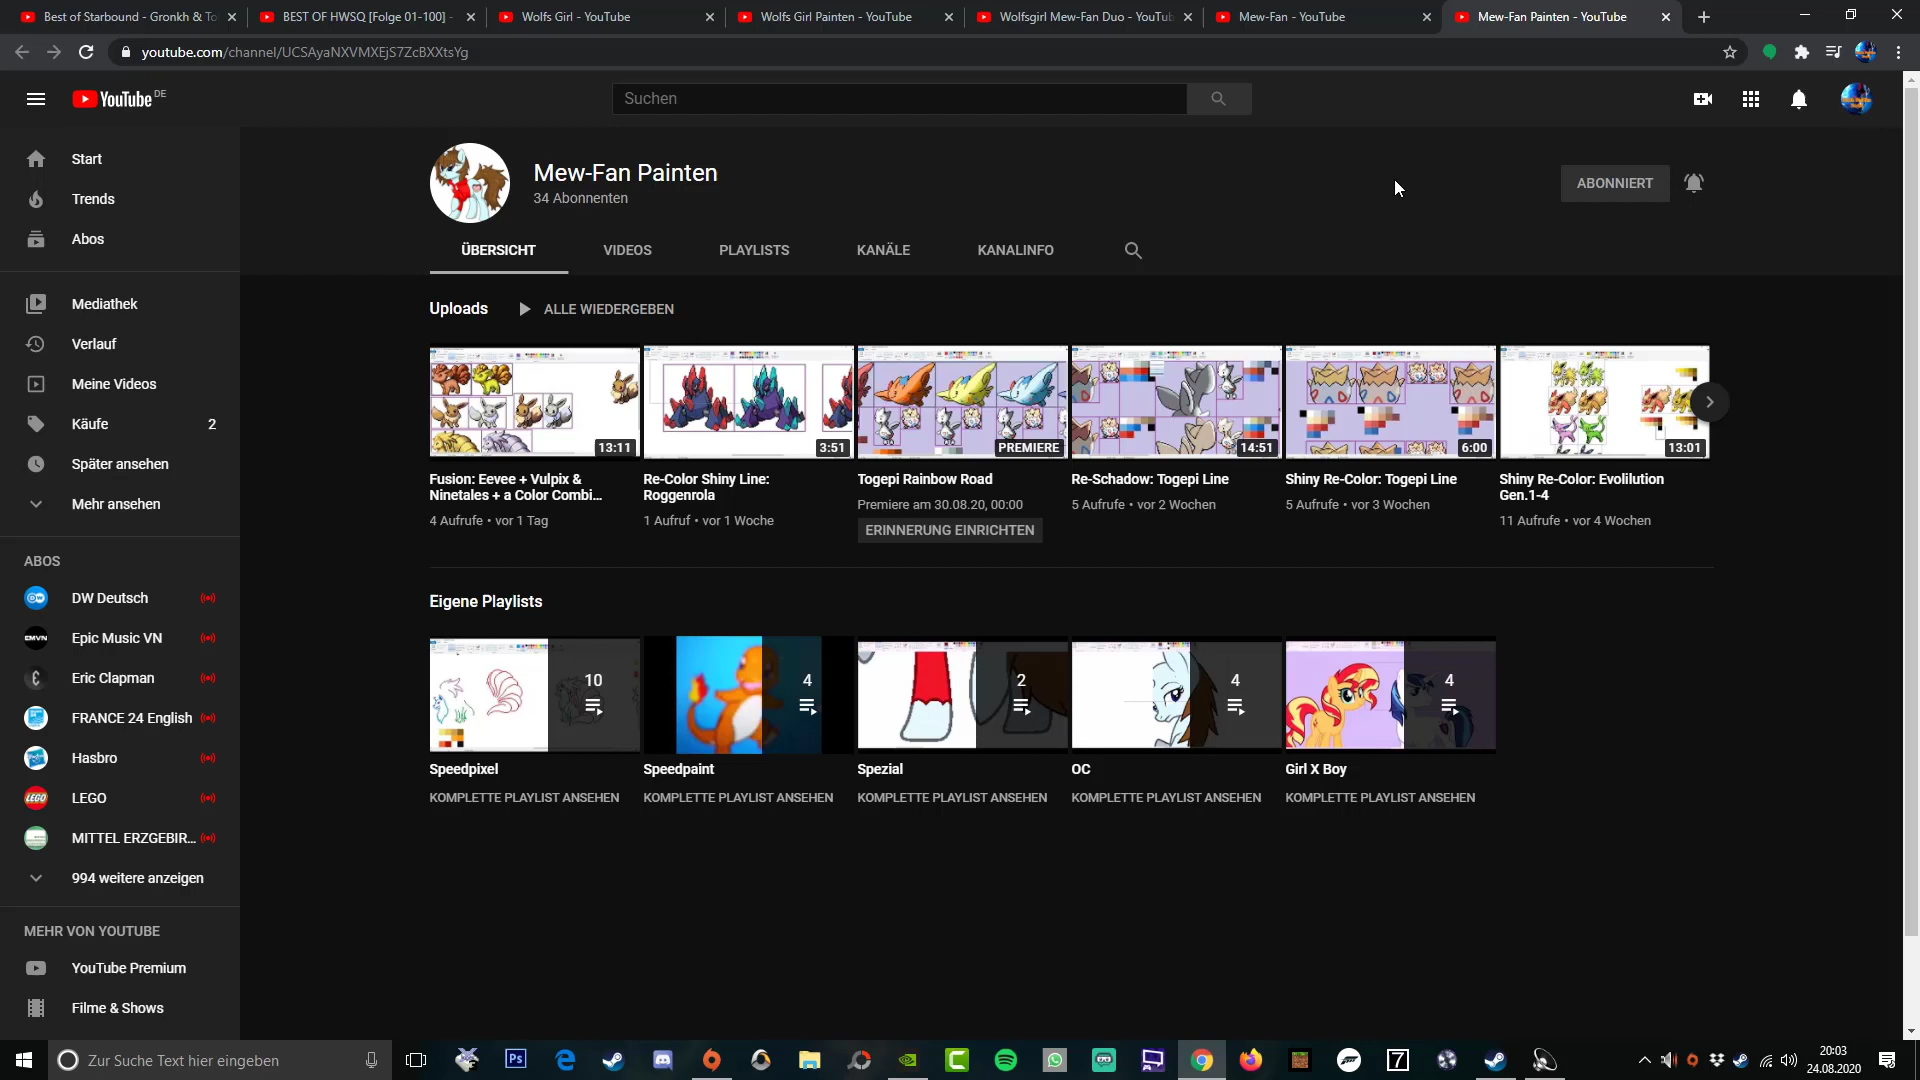 Best of Starbound - Gronkh & To
BEST OF HWSQ [Folge 01-100] -
Wolfs Girl - YouTube
Wolfs Girl Painten - YouTube
Wolfsgirl Mew-Fan Duo - YouTub
Mew-Fan - YouTube
Mew-Fan Painten - YouTube
youtube.com/channel/UCSAyaNXVMXEjS7ZcBXXtsYg
YouTube DE
Suchen
Start
Trends
Abos
Mediathek
Verlauf
Meine Videos
Käufe 2
Später ansehen
Mehr ansehen
ABOS
DW Deutsch
Epic Music VN
Eric Clapman
FRANCE 24 English
Hasbro
LEGO
MITTEL ERZGEBIR...
994 weitere anzeigen
MEHR VON YOUTUBE
YouTube Premium
Filme & Shows
Mew-Fan Painten
34 Abonnenten
ABONNIERT
ÜBERSICHT
VIDEOS
PLAYLISTS
KANÄLE
KANALINFO
Uploads
ALLE WIEDERGEBEN
13:11
3:51
PREMIERE
14:51
6:00
13:01
Fusion: Eevee + Vulpix &
Ninetales + a Color Combi...
4 Aufrufe • vor 1 Tag
Re-Color Shiny Line:
Roggenrola
1 Aufruf • vor 1 Woche
Togepi Rainbow Road
Premiere am 30.08.20, 00:00
ERINNERUNG EINRICHTEN
Re-Schadow: Togepi Line
5 Aufrufe • vor 2 Wochen
Shiny Re-Color: Togepi Line
5 Aufrufe • vor 3 Wochen
Shiny Re-Color: Evolilution
Gen.1-4
11 Aufrufe • vor 4 Wochen
Eigene Playlists
10
4
2
4
4
Speedpixel
KOMPLETTE PLAYLIST ANSEHEN
Speedpaint
KOMPLETTE PLAYLIST ANSEHEN
Spezial
KOMPLETTE PLAYLIST ANSEHEN
OC
KOMPLETTE PLAYLIST ANSEHEN
Girl X Boy
KOMPLETTE PLAYLIST ANSEHEN
Zur Suche Text hier eingeben
Ps
7
20:03
24.08.2020